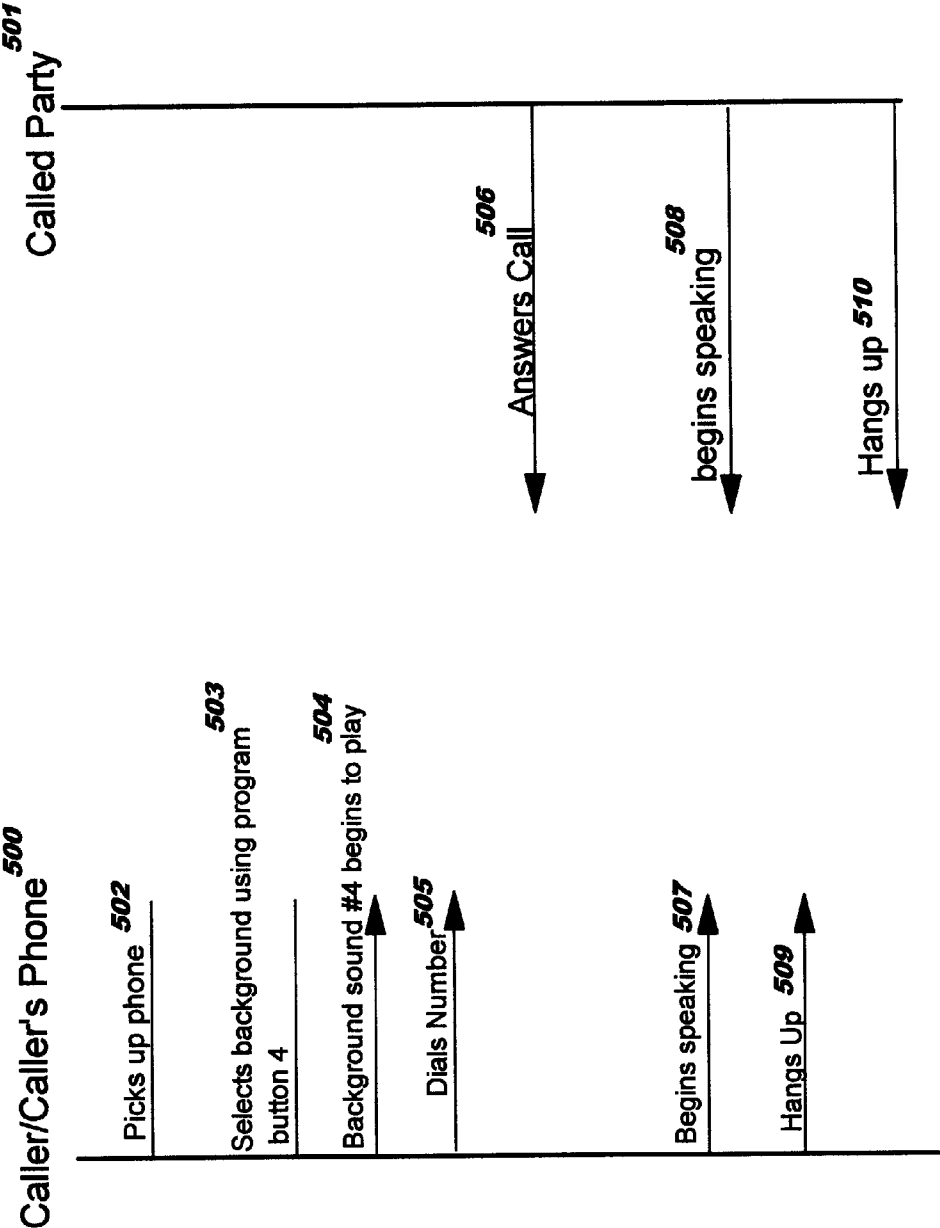 Caller/Caller's Phone 500
Called Party 501
Picks up phone 502
Selects background using program 503
button 4
Background sound #4 begins to play 504
Dials Number 505
Answers Call 506
Begins speaking 507
begins speaking 508
Hangs Up 509
Hangs up 510